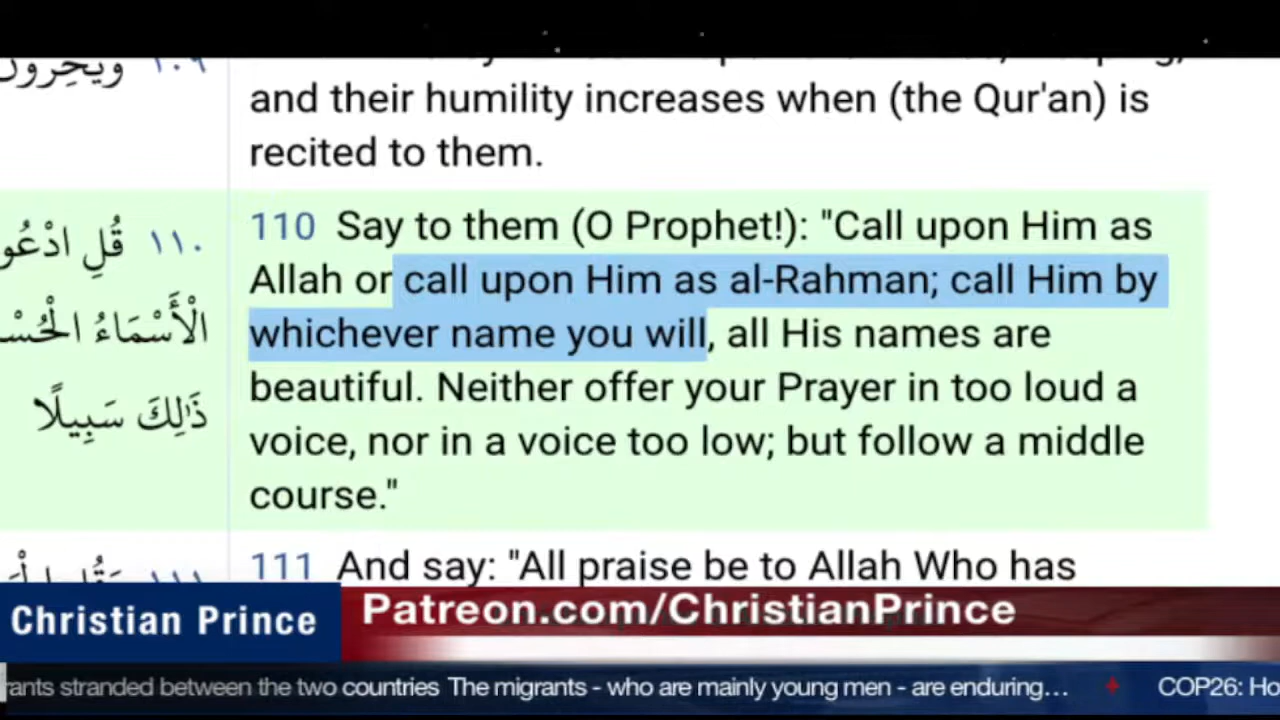 and their humility increases when (the Qur'an) is
recited to them.
١١٠ قُلِ ادْعُو
الْأَسْمَاءُ الْحُسْ
ذَٰلِكَ سَبِيلًا
110 Say to them (O Prophet!): "Call upon Him as
Allah or call upon Him as al-Rahman; call Him by
whichever name you will, all His names are
beautiful. Neither offer your Prayer in too loud a
voice, nor in a voice too low; but follow a middle
course."
111 And say: "All praise be to Allah Who has
Christian Prince
Patreon.com/ChristianPrince
rants stranded between the two countries The migrants - who are mainly young men - are enduring... COP26: Ho